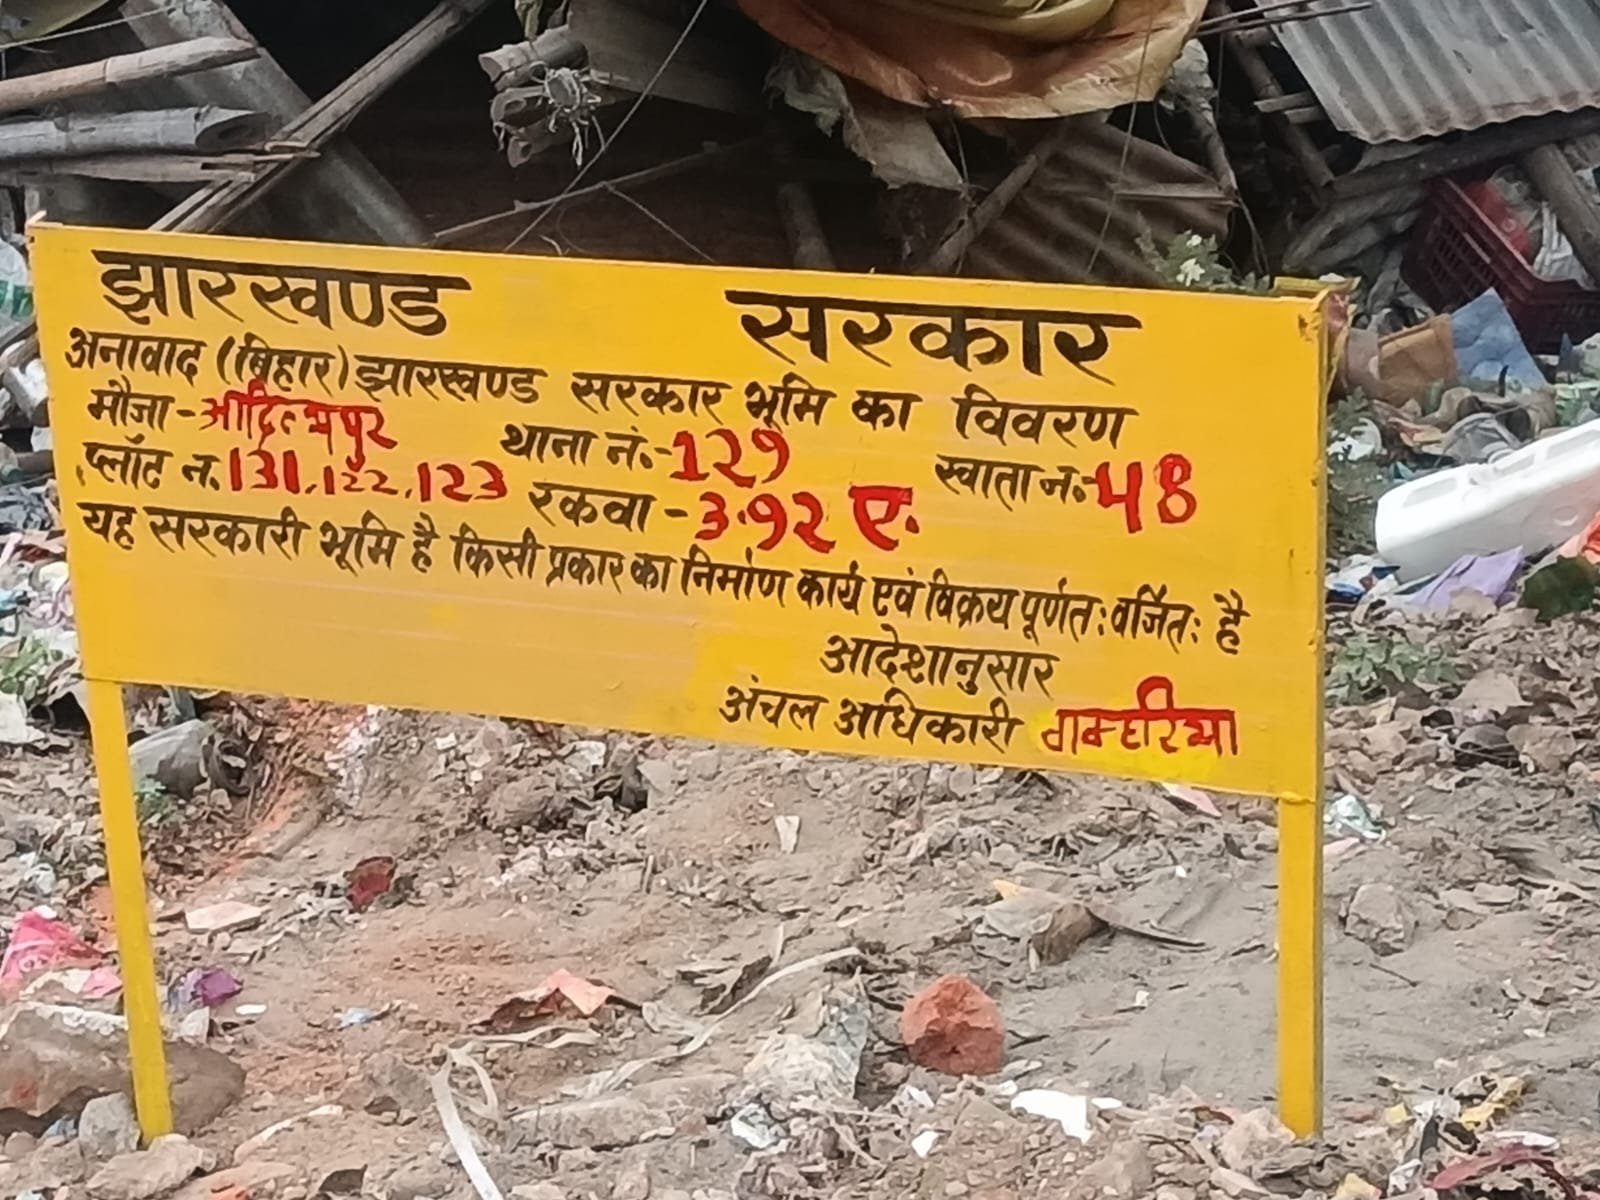 झारखण्ड सरकार
अनावाद (बिहार) झारखण्ड सरकार भूमि का विवरण
मौजा - आदित्यपुर थाना नं.- 129 खाता न.- 48
प्लॉट न. 131, 122, 123 रकवा - 3.92 ए.
यह सरकारी भूमि है किसी प्रकार का निर्माण कार्य एवं विक्रय पूर्णत: वर्जित: है
आदेशानुसार
अंचल अधिकारी गम्हरिया